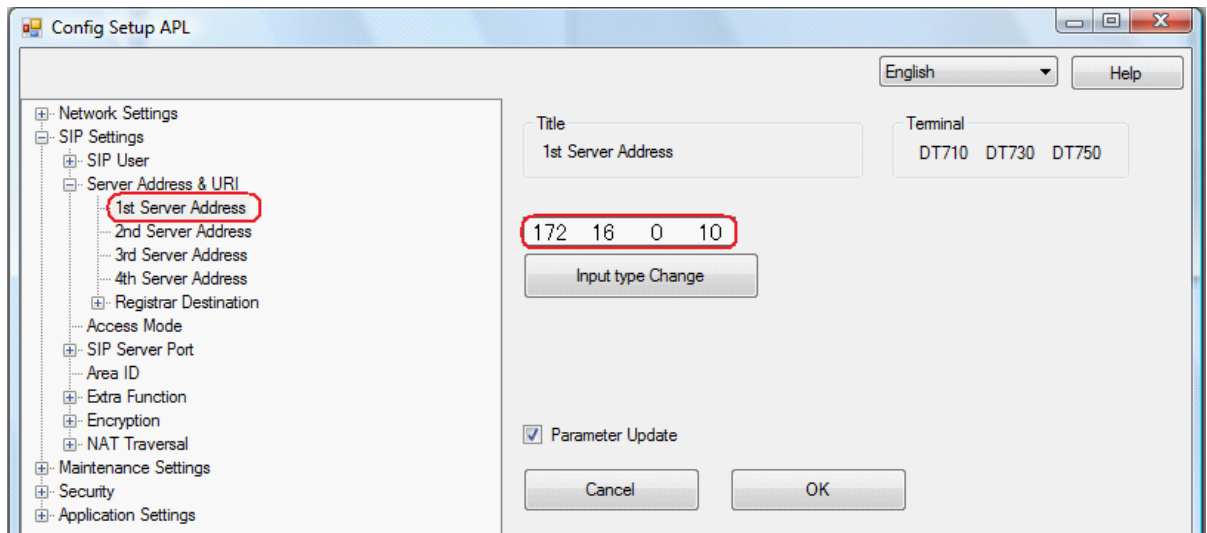 Config Setup APL
English
Help
Network Settings
SIP Settings
SIP User
Server Address & URI
1st Server Address
2nd Server Address
3rd Server Address
4th Server Address
Registrar Destination
Access Mode
SIP Server Port
Area ID
Extra Function
Encryption
NAT Traversal
Maintenance Settings
Security
Application Settings
Title
1st Server Address
Terminal
DT710 DT730 DT750
172 16 0 10
Input type Change
Parameter Update
Cancel
OK